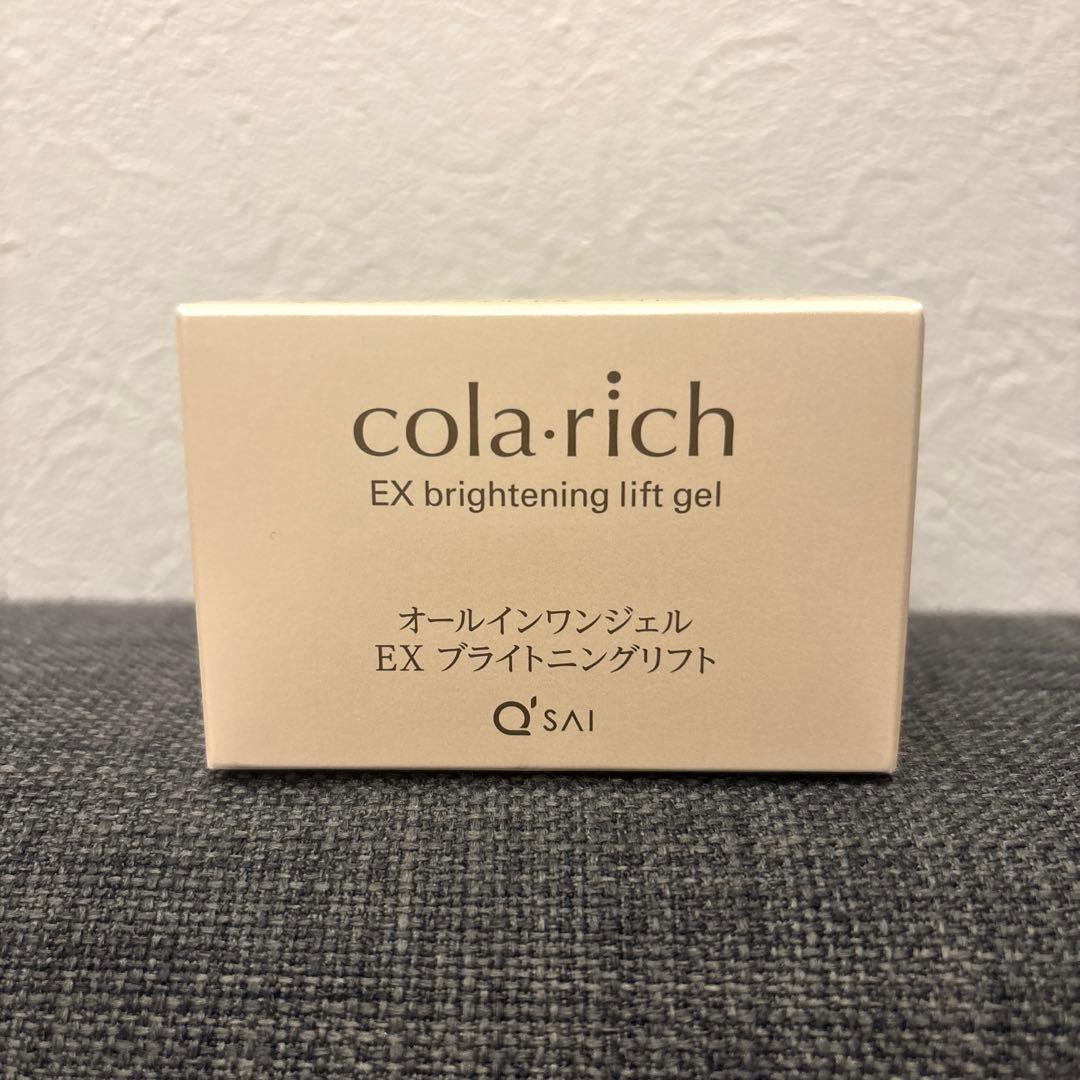 cola·rich
EX brightening lift gel
オールインワンジェル
EX ブライトニングリフト
Q'SAI